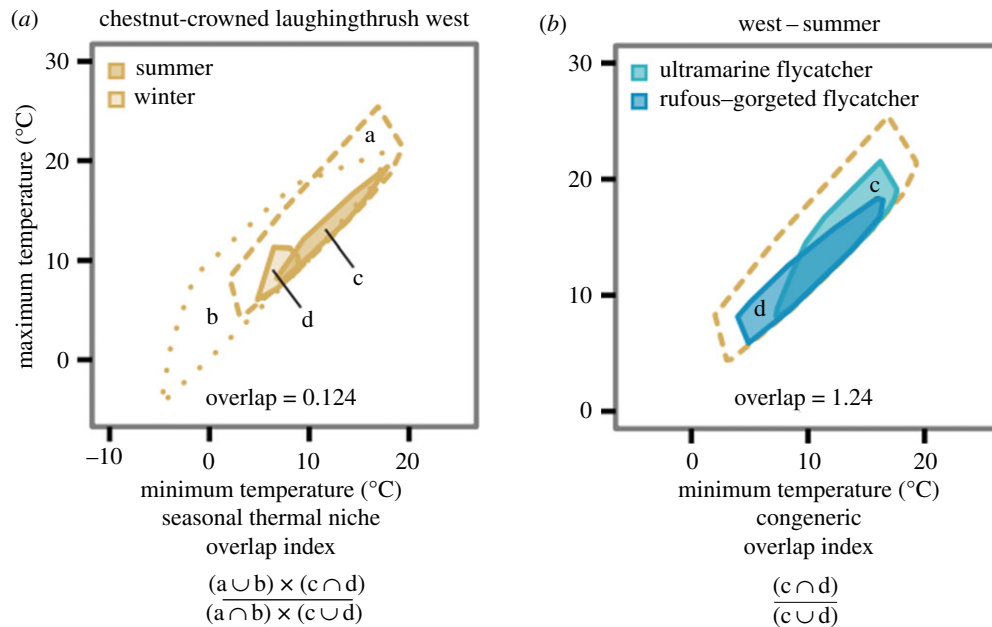 (a) chestnut-crowned laughingthrush west
30
20
10
0
maximum temperature (°C)
summer
winter
a
b
c
d
overlap = 0.124
–10 0 10 20
minimum temperature (°C)
seasonal thermal niche
overlap index
(a ∪ b) × (c ∩ d)
(a ∩ b) × (c ∪ d)
(b) west – summer
30
20
10
0
ultramarine flycatcher
rufous–gorgeted flycatcher
c
d
overlap = 1.24
0 10 20
minimum temperature (°C)
congeneric
overlap index
(c ∩ d)
(c ∪ d)